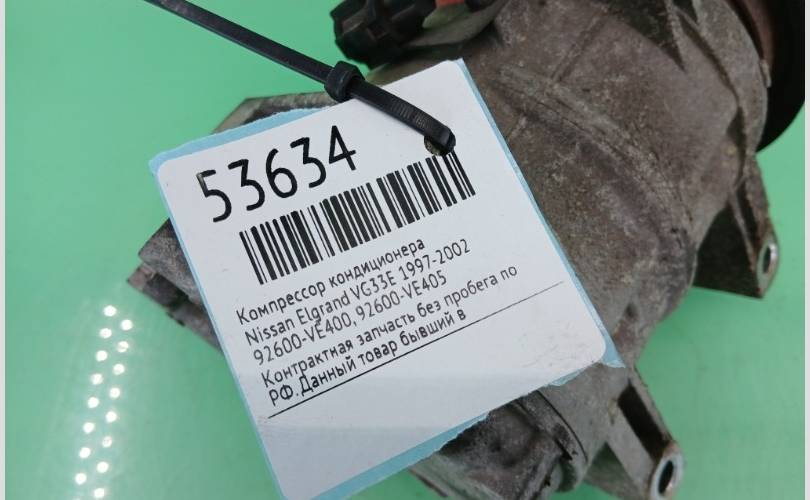 53634
Компрессор кондиционера
Nissan Elgrand VG33E 1997-2002
92600-VE400, 92600-VE405
Контрактная запчасть без пробега по
РФ. Данный товар бывший в